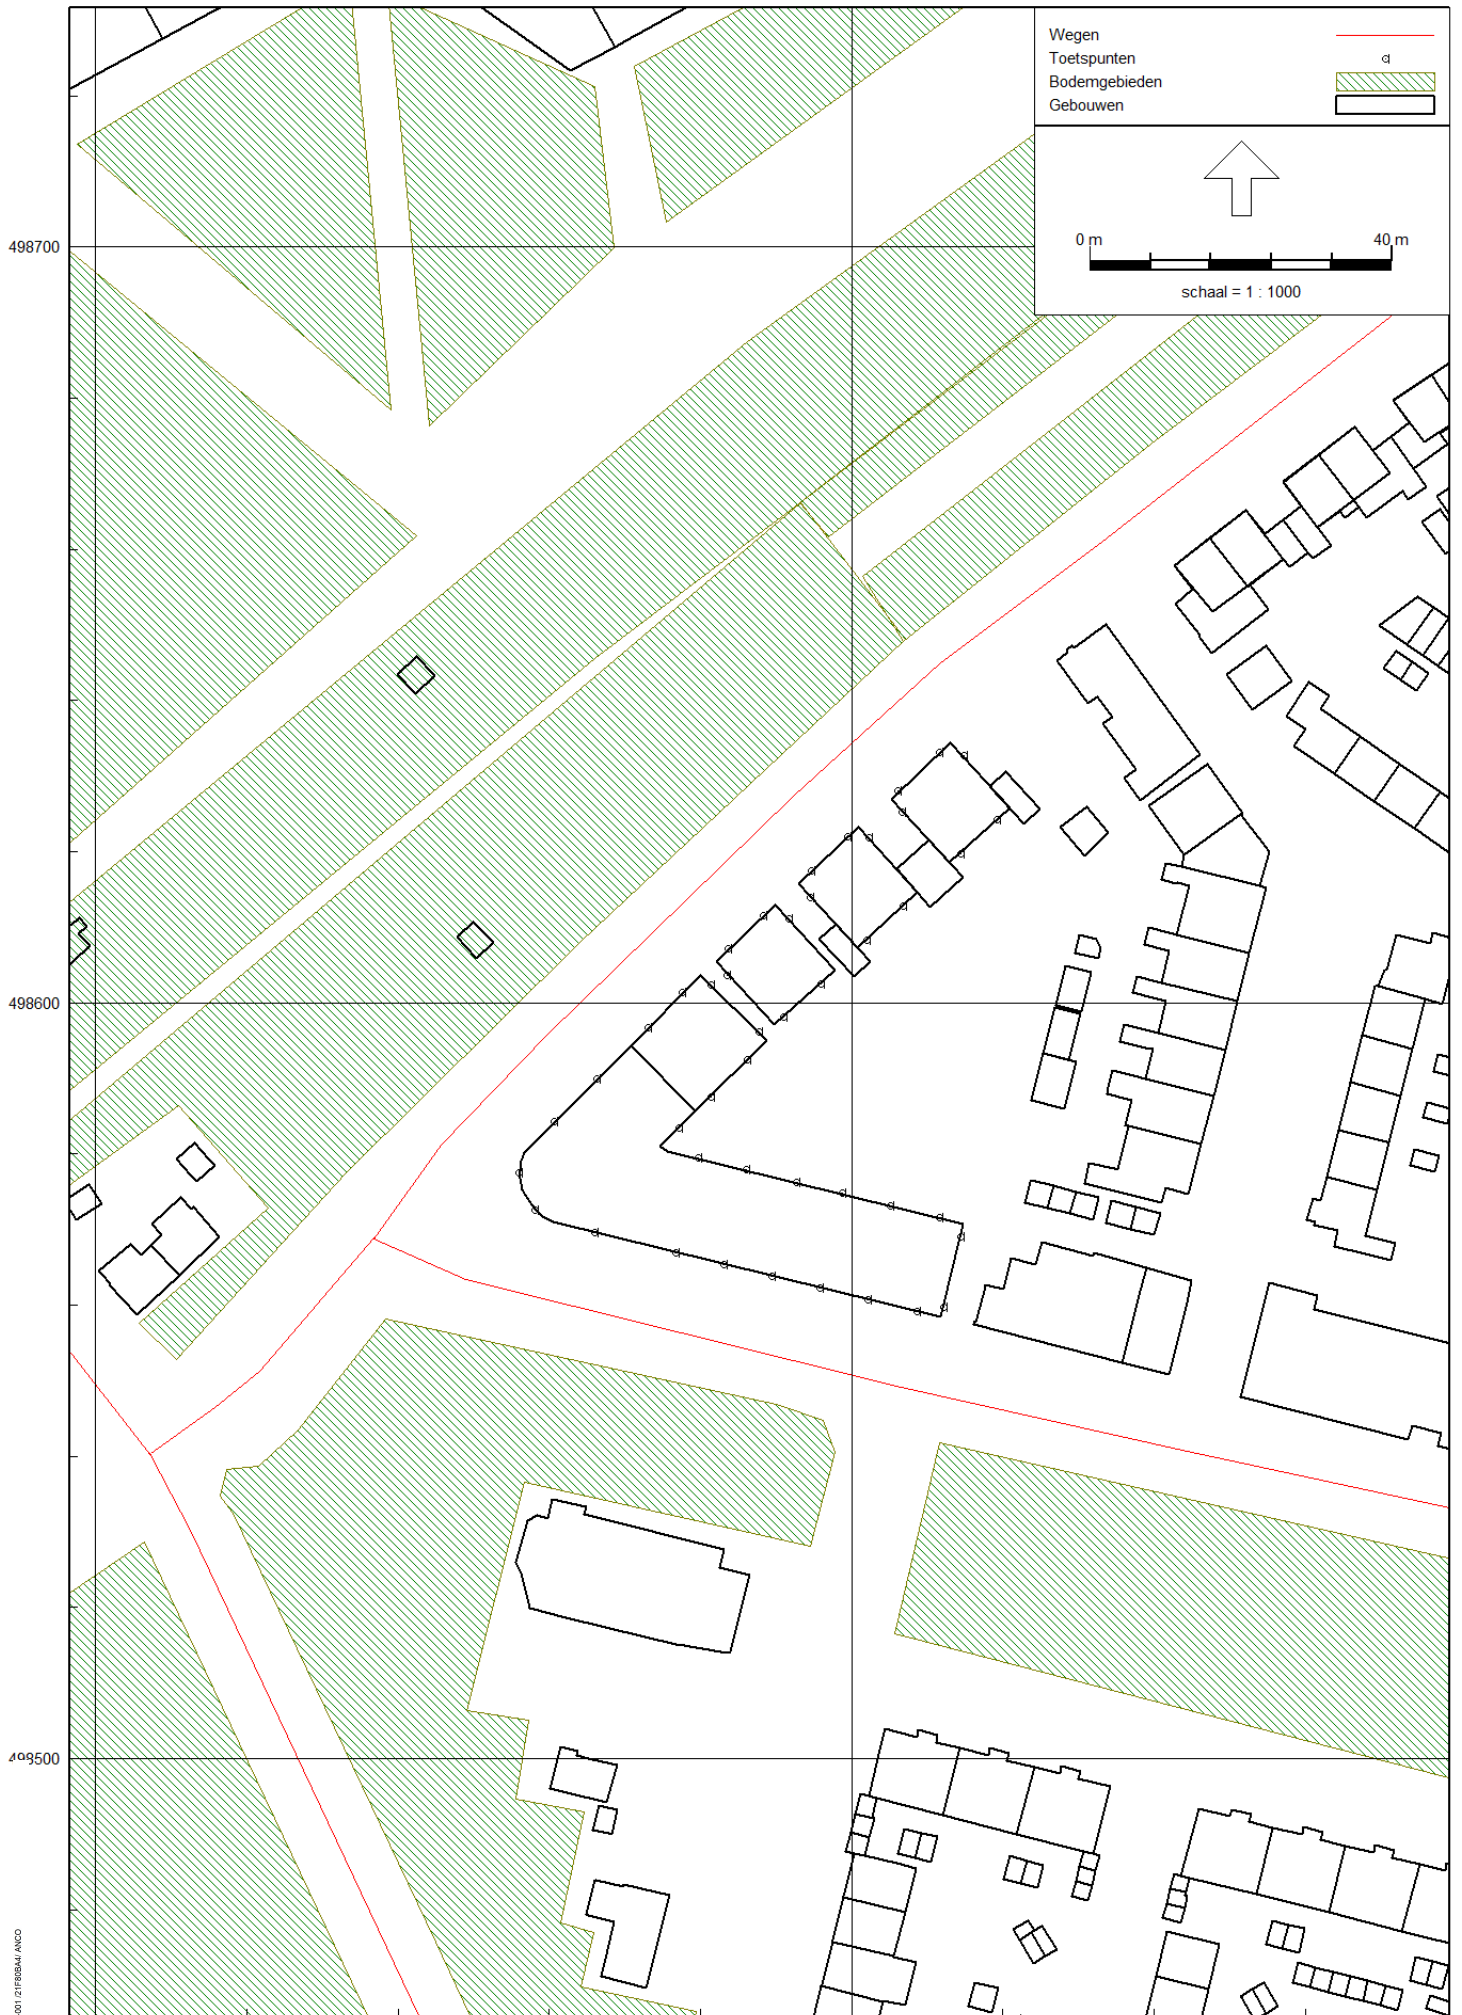 Wegen
Toetspunten
Bodemgebieden
Gebouwen
0 m 40 m
schaal = 1 : 1000
498700
498600
498500